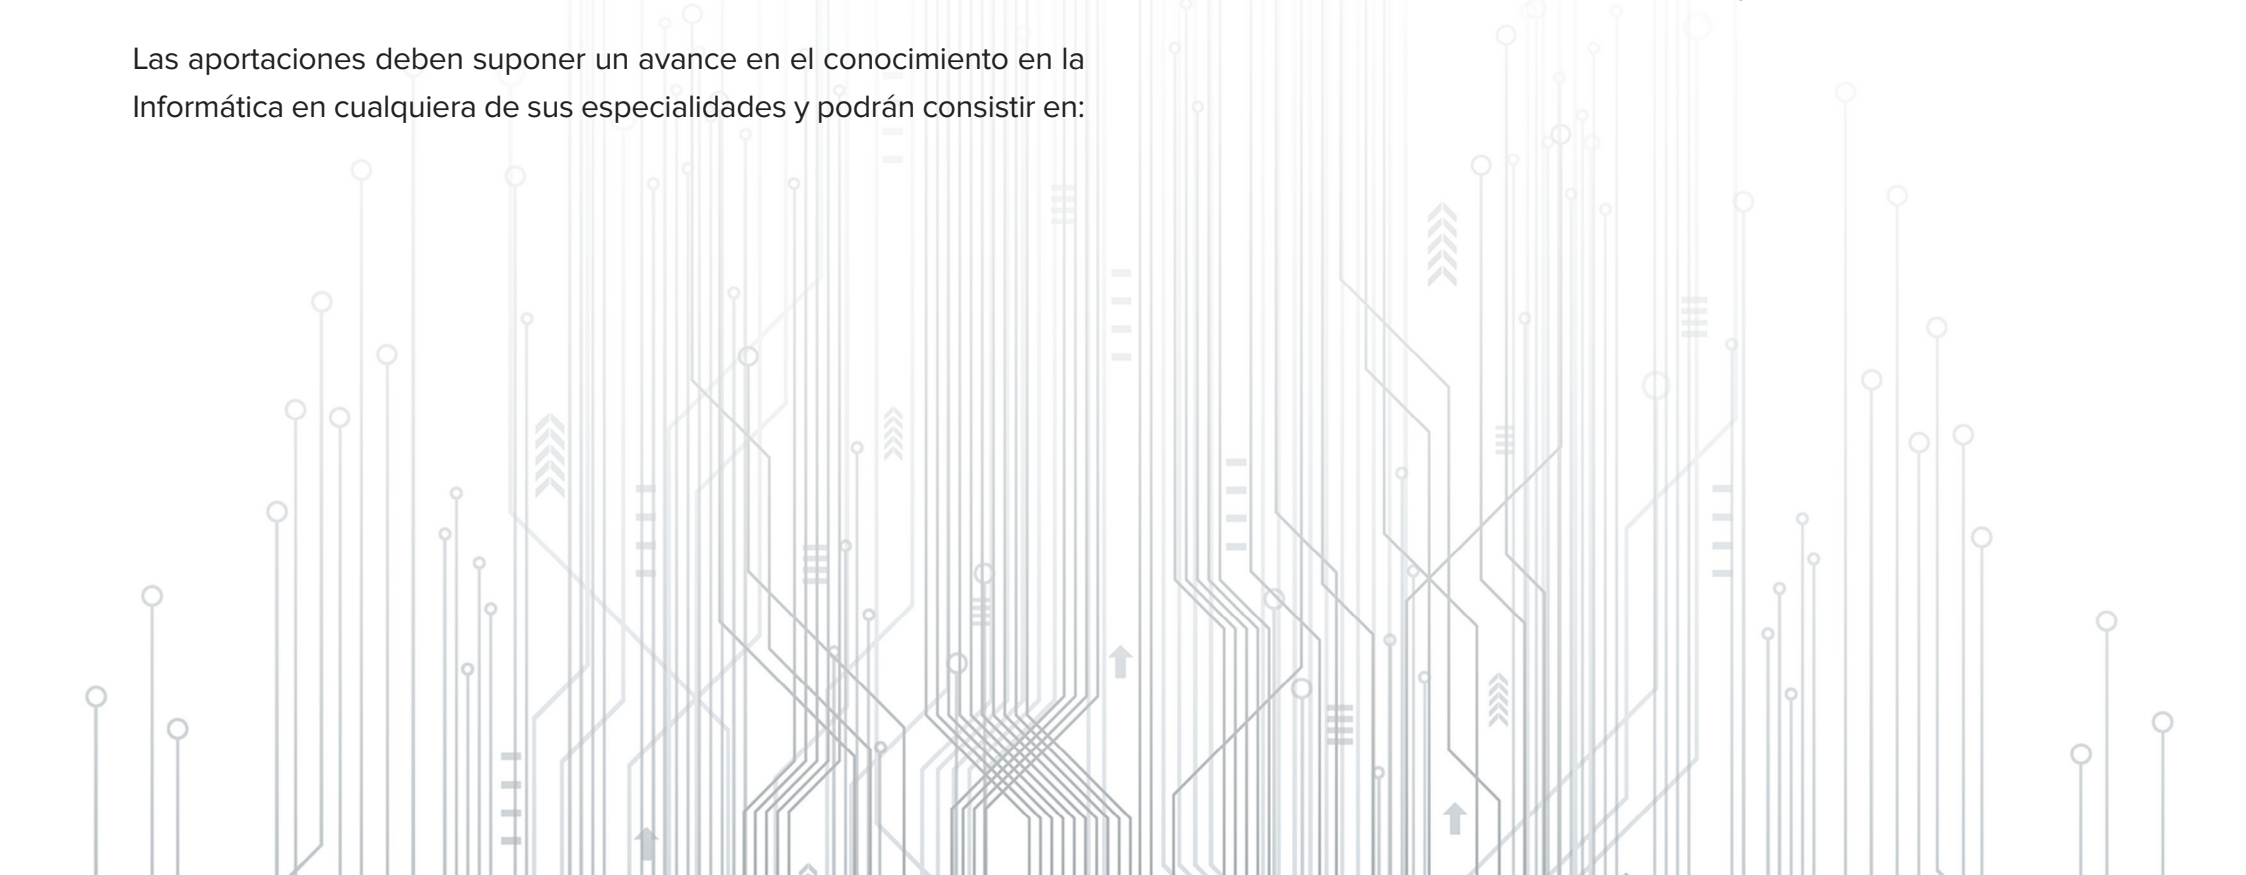 Las aportaciones deben suponer un avance en el conocimiento en la
Informática en cualquiera de sus especialidades y podrán consistir en: